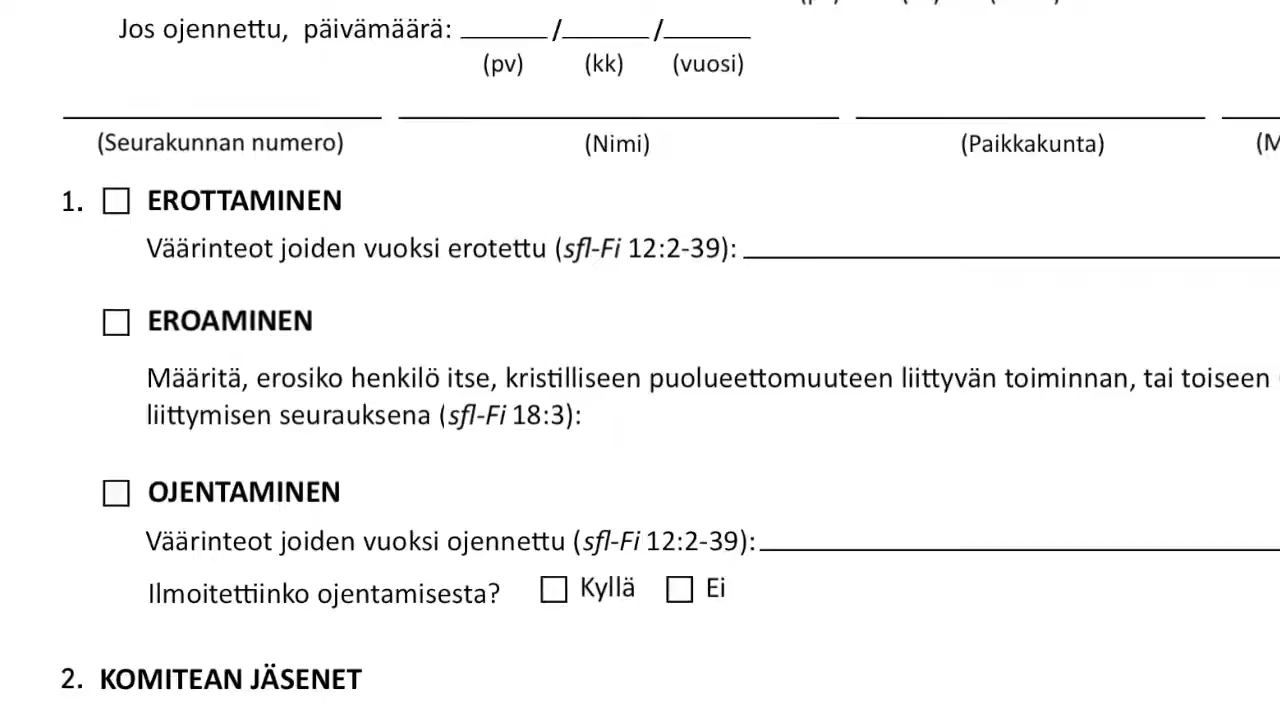 Jos ojennettu, päivämäärä: / /
(pv) (kk) (vuosi)
(Seurakunnan numero) (Nimi) (Paikkakunta)
1. EROTTAMINEN
Väärinteot joiden vuoksi erotettu (sfl-Fi 12:2-39):
EROAMINEN
Määritä, erosiko henkilö itse, kristilliseen puolueettomuuteen liittyvän toiminnan, tai toiseen
liittymisen seurauksena (sfl-Fi 18:3):
OJENTAMINEN
Väärinteot joiden vuoksi ojennettu (sfl-Fi 12:2-39):
Ilmoitettiinko ojentamisesta? Kyllä Ei
2. KOMITEAN JÄSENET